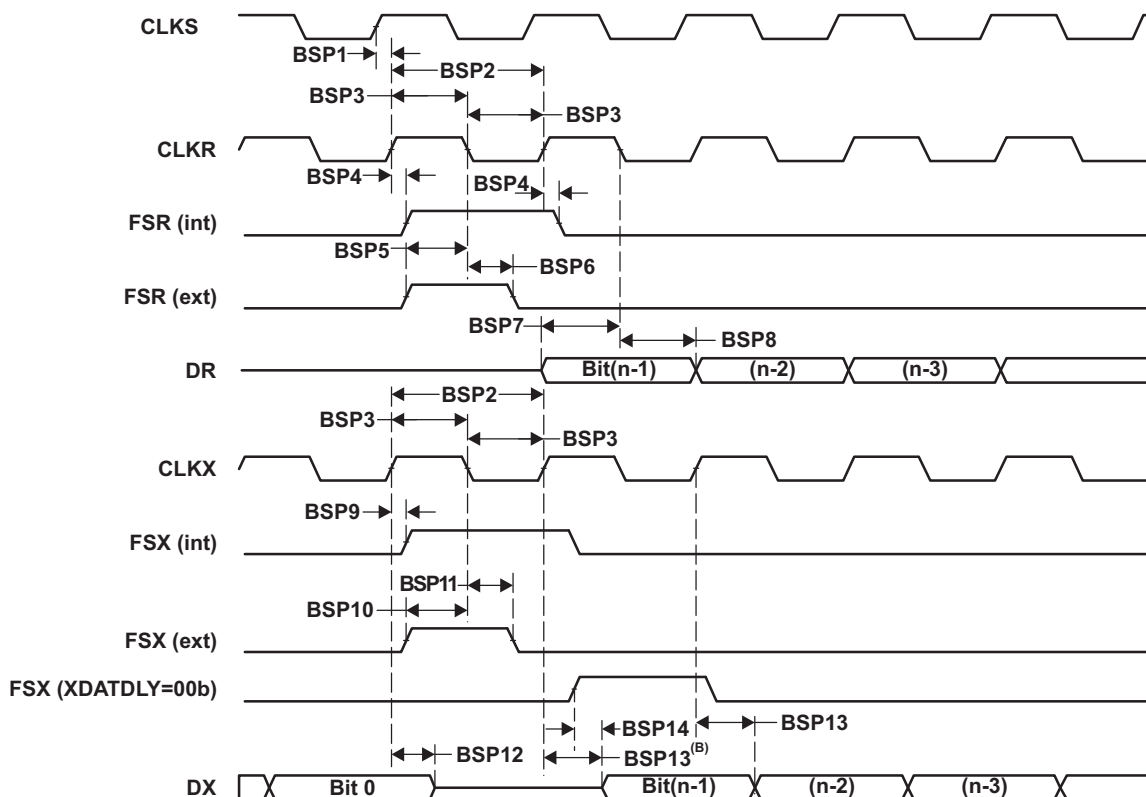 CLKS
BSP1
BSP2
BSP3
BSP3
CLKR
BSP4
BSP4
FSR (int)
BSP5
BSP6
FSR (ext)
BSP7
BSP8
DR
Bit(n-1)
(n-2)
(n-3)
BSP2
BSP3
BSP3
CLKX
BSP9
FSX (int)
BSP11
BSP10
FSX (ext)
FSX (XDATDLY=00b)
BSP14
BSP13
BSP12
BSP13(B)
DX
Bit 0
Bit(n-1)
(n-2)
(n-3)